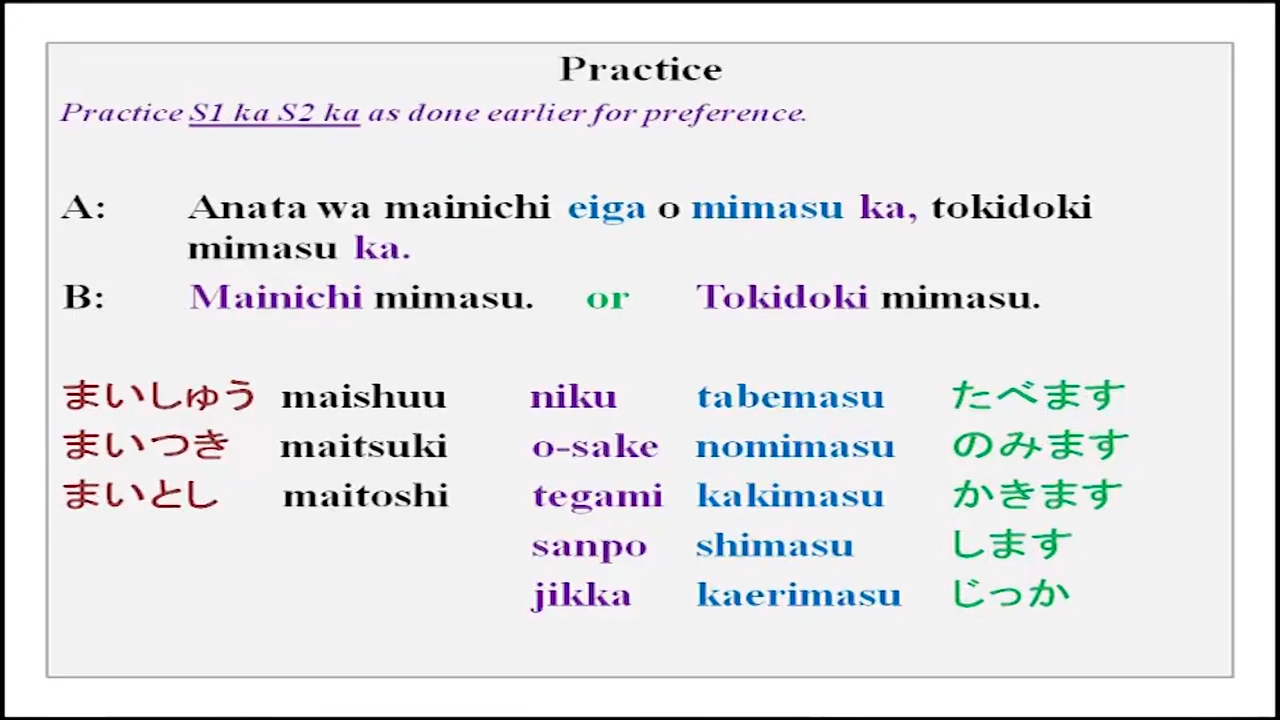 Practice
Practice S1 ka S2 ka as done earlier for preference.
A: Anata wa mainichi eiga o mimasu ka, tokidoki
mimasu ka.
B: Mainichi mimasu. or Tokidoki mimasu.
まいしゅう maishuu niku tabemasu たべます
まいつき maitsuki o-sake nomimasu のみます
まいとし maitoshi tegami kakimasu かきます
sanpo shimasu します
jikka kaerimasu じっか